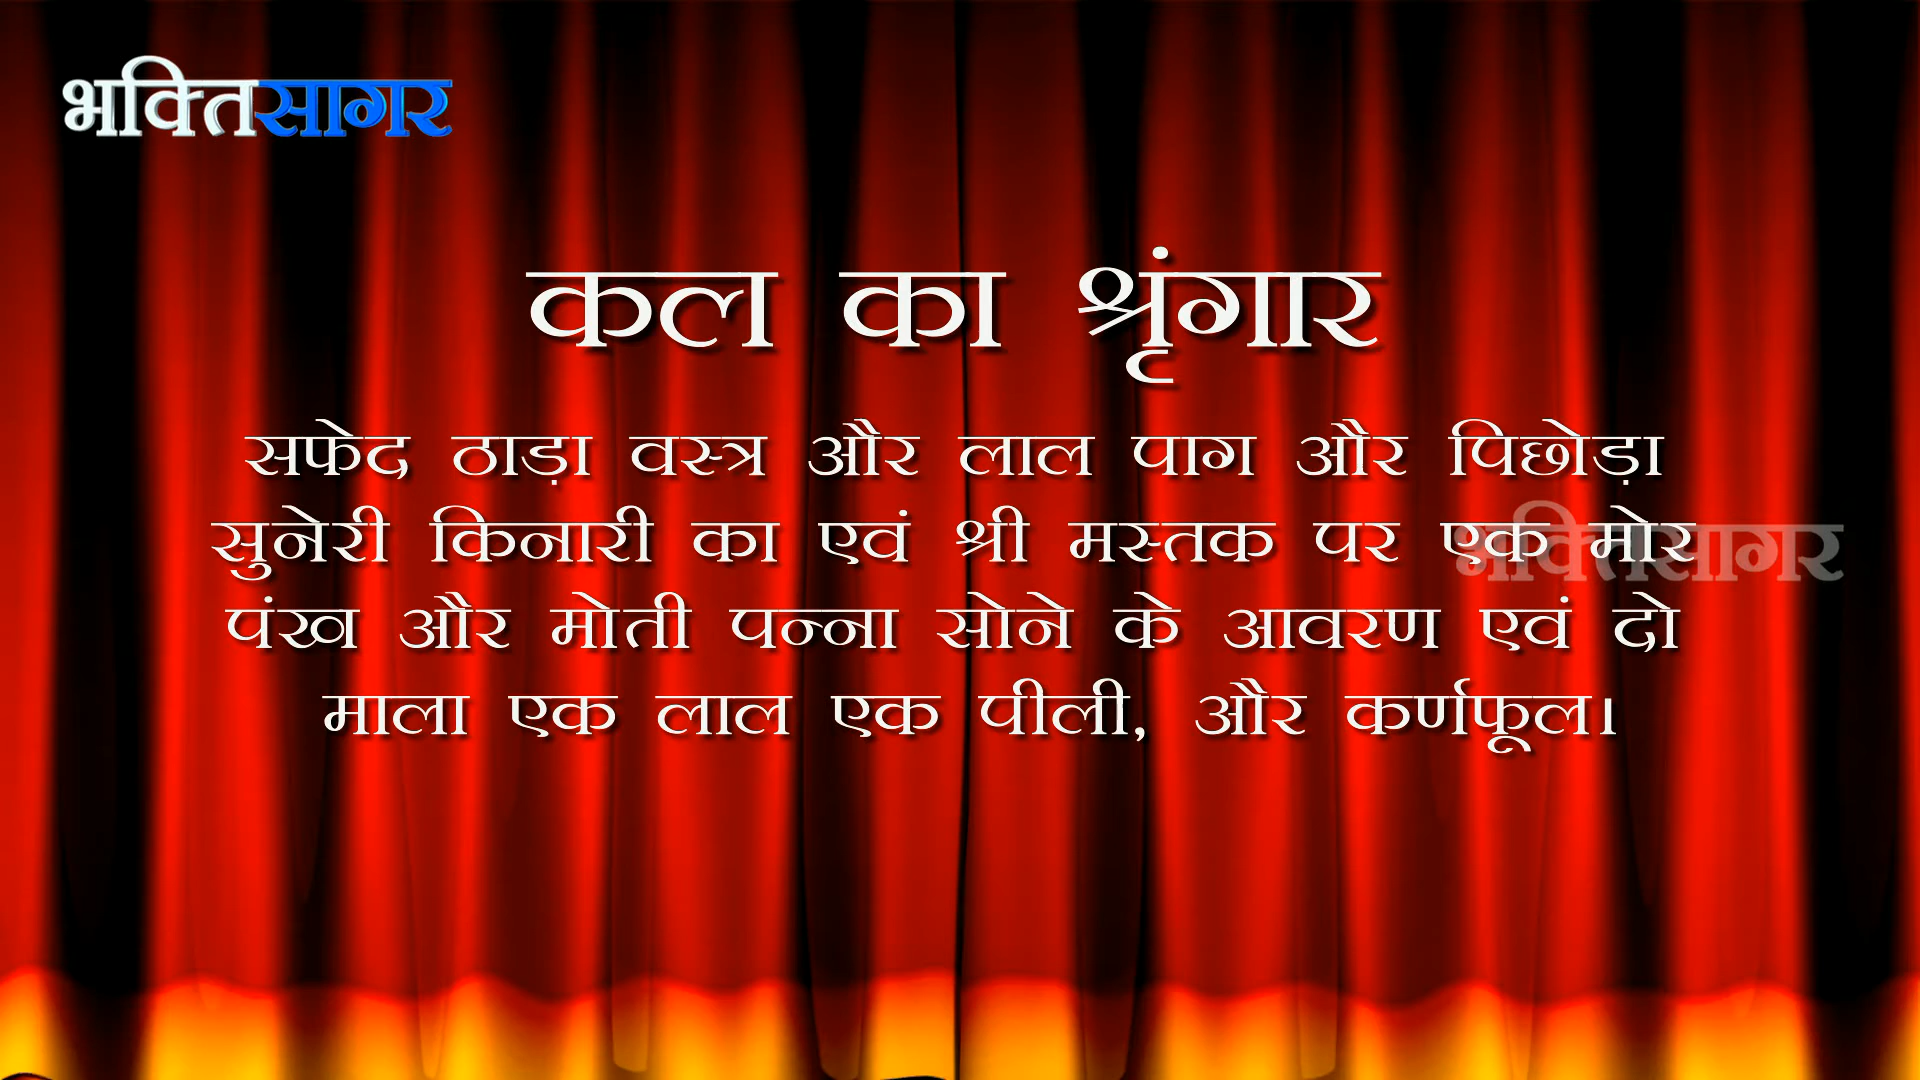 भक्तिसागर
कल का श्रृंगार
सफेद ठाड़ा वस्त्र और लाल पाग और पिछोड़ा
सुनेरी किनारी का एवं श्री मस्तक पर एक मोर
भक्तिसागर
पंख और मोती पन्ना सोने के आवरण एवं दो
माला एक लाल एक पीली, और कर्णफूल।